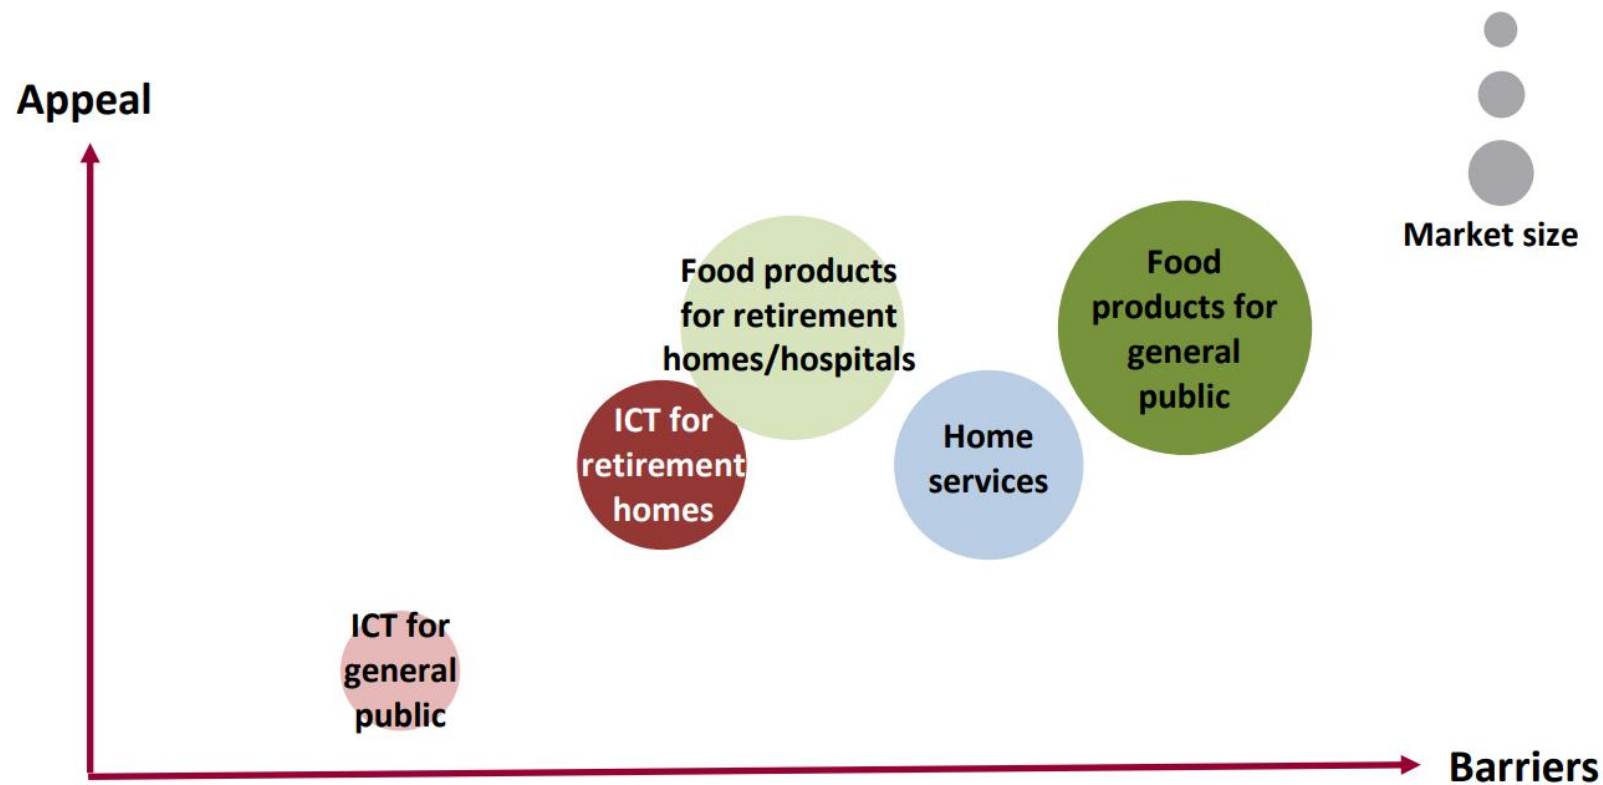 Appeal
Market size
Food products
for retirement
homes/hospitals
Food
products for
general
public
ICT for
retirement
homes
Home
services
ICT for
general
public
Barriers